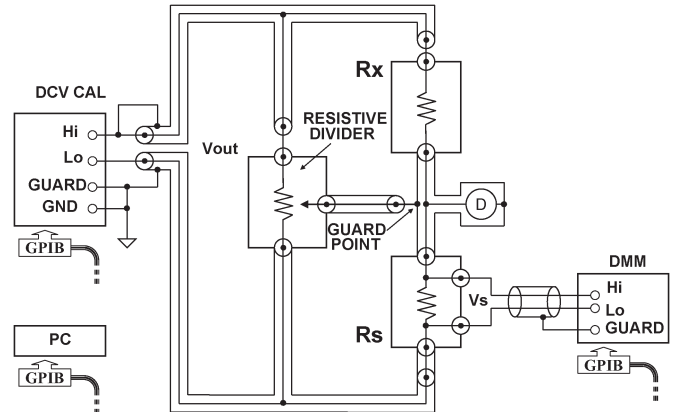 Rx
DCV CAL
Hi
Lo
GUARD
GND
GPIB
Vout
RESISTIVE
DIVIDER
GUARD
POINT
D
Rs
Vs
DMM
Hi
Lo
GUARD
GPIB
PC
GPIB